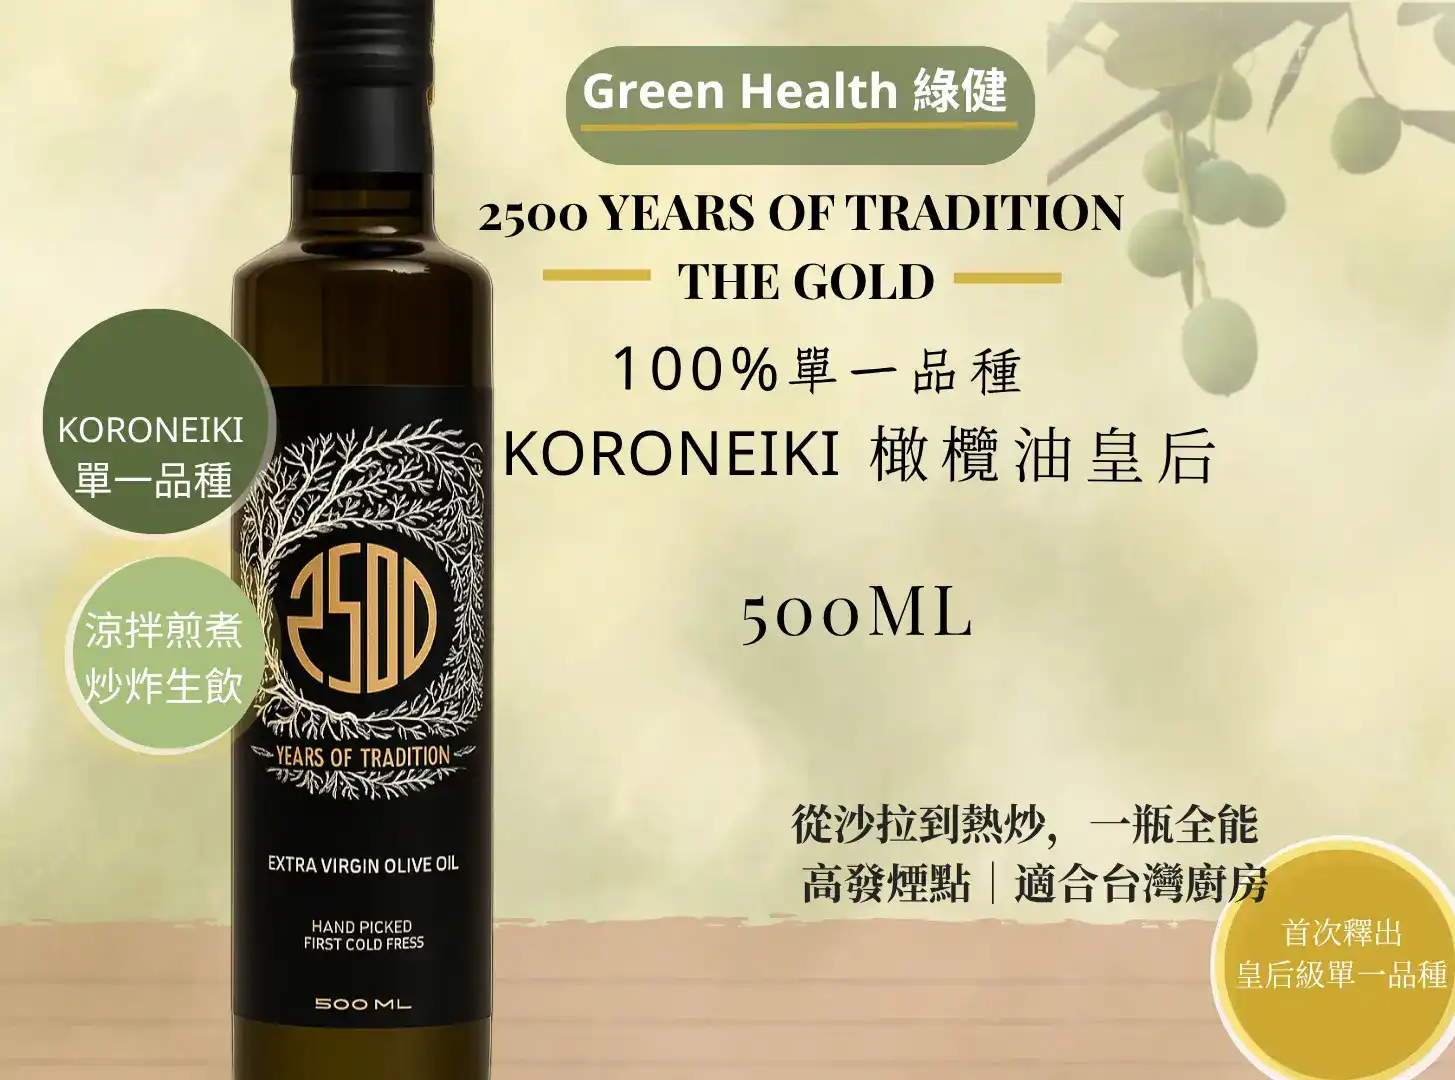 Green Health 綠健
2500 YEARS OF TRADITION
THE GOLD
100%單一品種
KORONEIKI 橄欖油皇后
500ML
KORONEIKI
單一品種
涼拌煎煮
炒炸生飲
2500
YEARS OF TRADITION
EXTRA VIRGIN OLIVE OIL
HAND PICKED
FIRST COLD FRESS
500 ML
從沙拉到熱炒，一瓶全能
高發煙點｜適合台灣廚房
首次釋出
皇后級單一品種